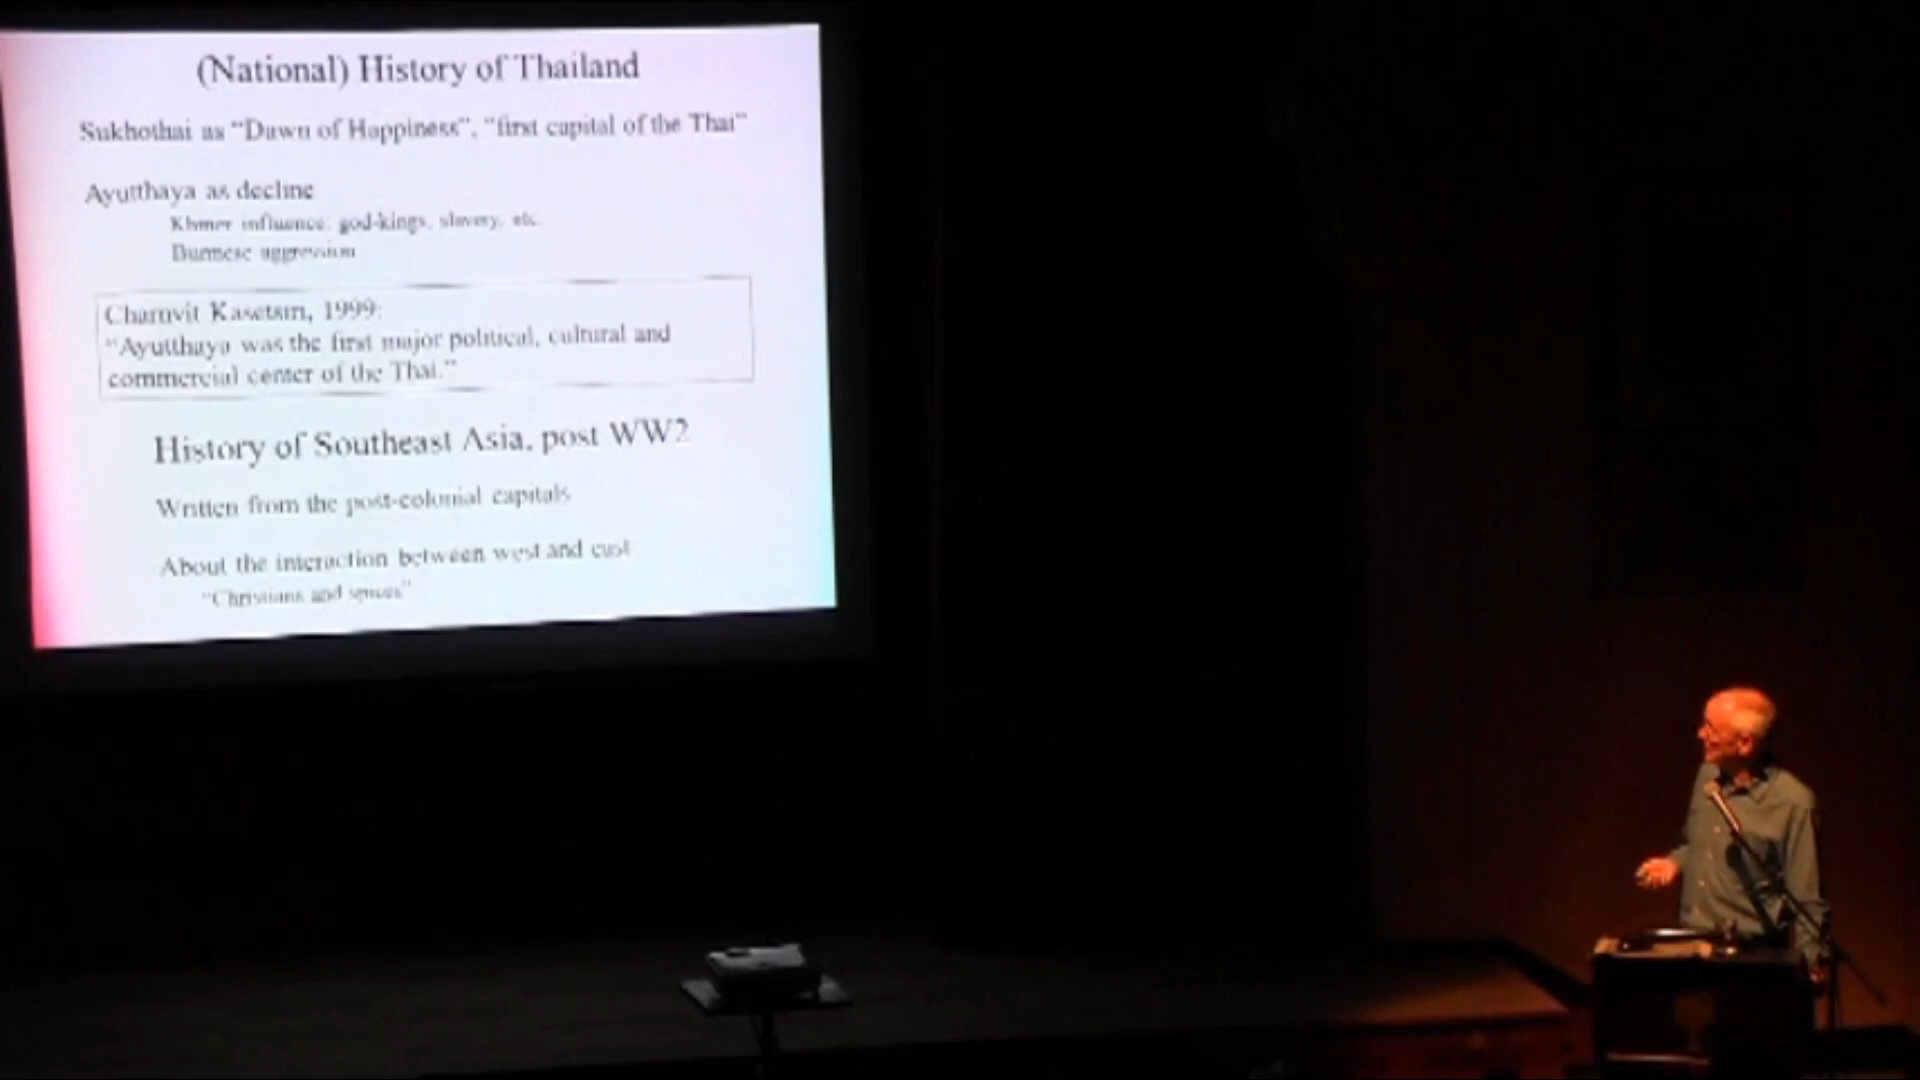 (National) History of Thailand
Sukhothai as "Dawn of Happiness", "first capital of the Thai"
Ayutthaya as decline
Khmer influence: god-kings, slavery, etc.
Burmese aggression
Charnvit Kasetsiri, 1999:
"Ayutthaya was the first major political, cultural and
commercial center of the Thai."
History of Southeast Asia, post WW2
Written from the post-colonial capitals
About the interaction between west and east
"Christians and spices"